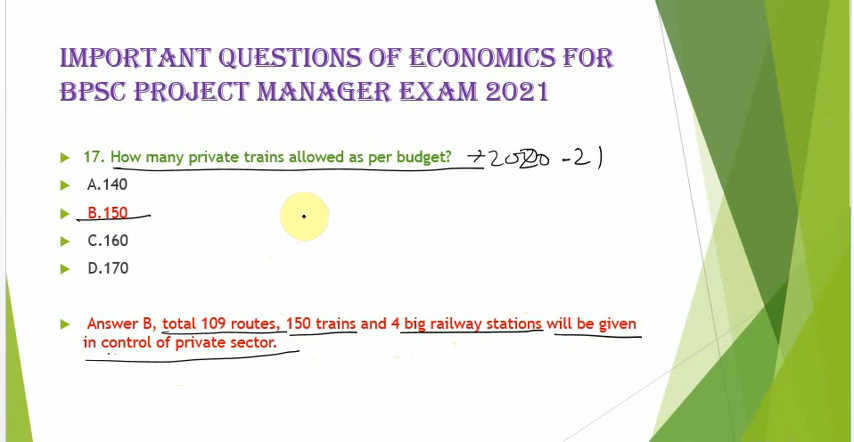 IMPORTANT QUESTIONS OF ECONOMICS FOR
BPSC PROJECT MANAGER EXAM 2021
17. How many private trains allowed as per budget? → 2020 -21
A.140
B.150
C.160
D.170
Answer B, total 109 routes, 150 trains and 4 big railway stations will be given
in control of private sector.